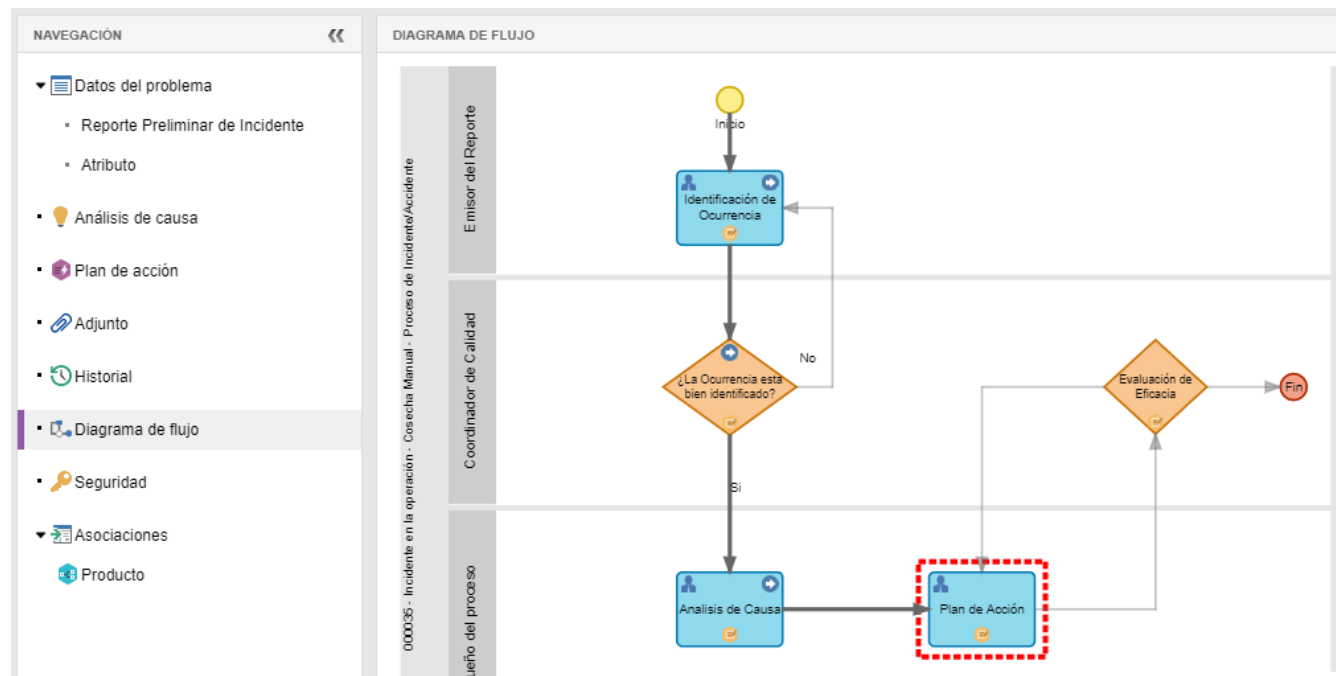 NAVEGACIÓN
Datos del problema
Reporte Preliminar de Incidente
Atributo
Análisis de causa
Plan de acción
Adjunto
Historial
Diagrama de flujo
Seguridad
Asociaciones
Producto
DIAGRAMA DE FLUJO
000035 - Incidente en la operación - Cosecha Manual - Proceso de Incidente/Accidente
Emisor del Reporte
Inicio
Identificación de
Ocurrencia
Coordinador de Calidad
¿La Ocurrencia esta
bien identificado?
No
Si
Evaluación de
Eficacia
Fin
ueño del proceso
Analisis de Causa
Plan de Acción